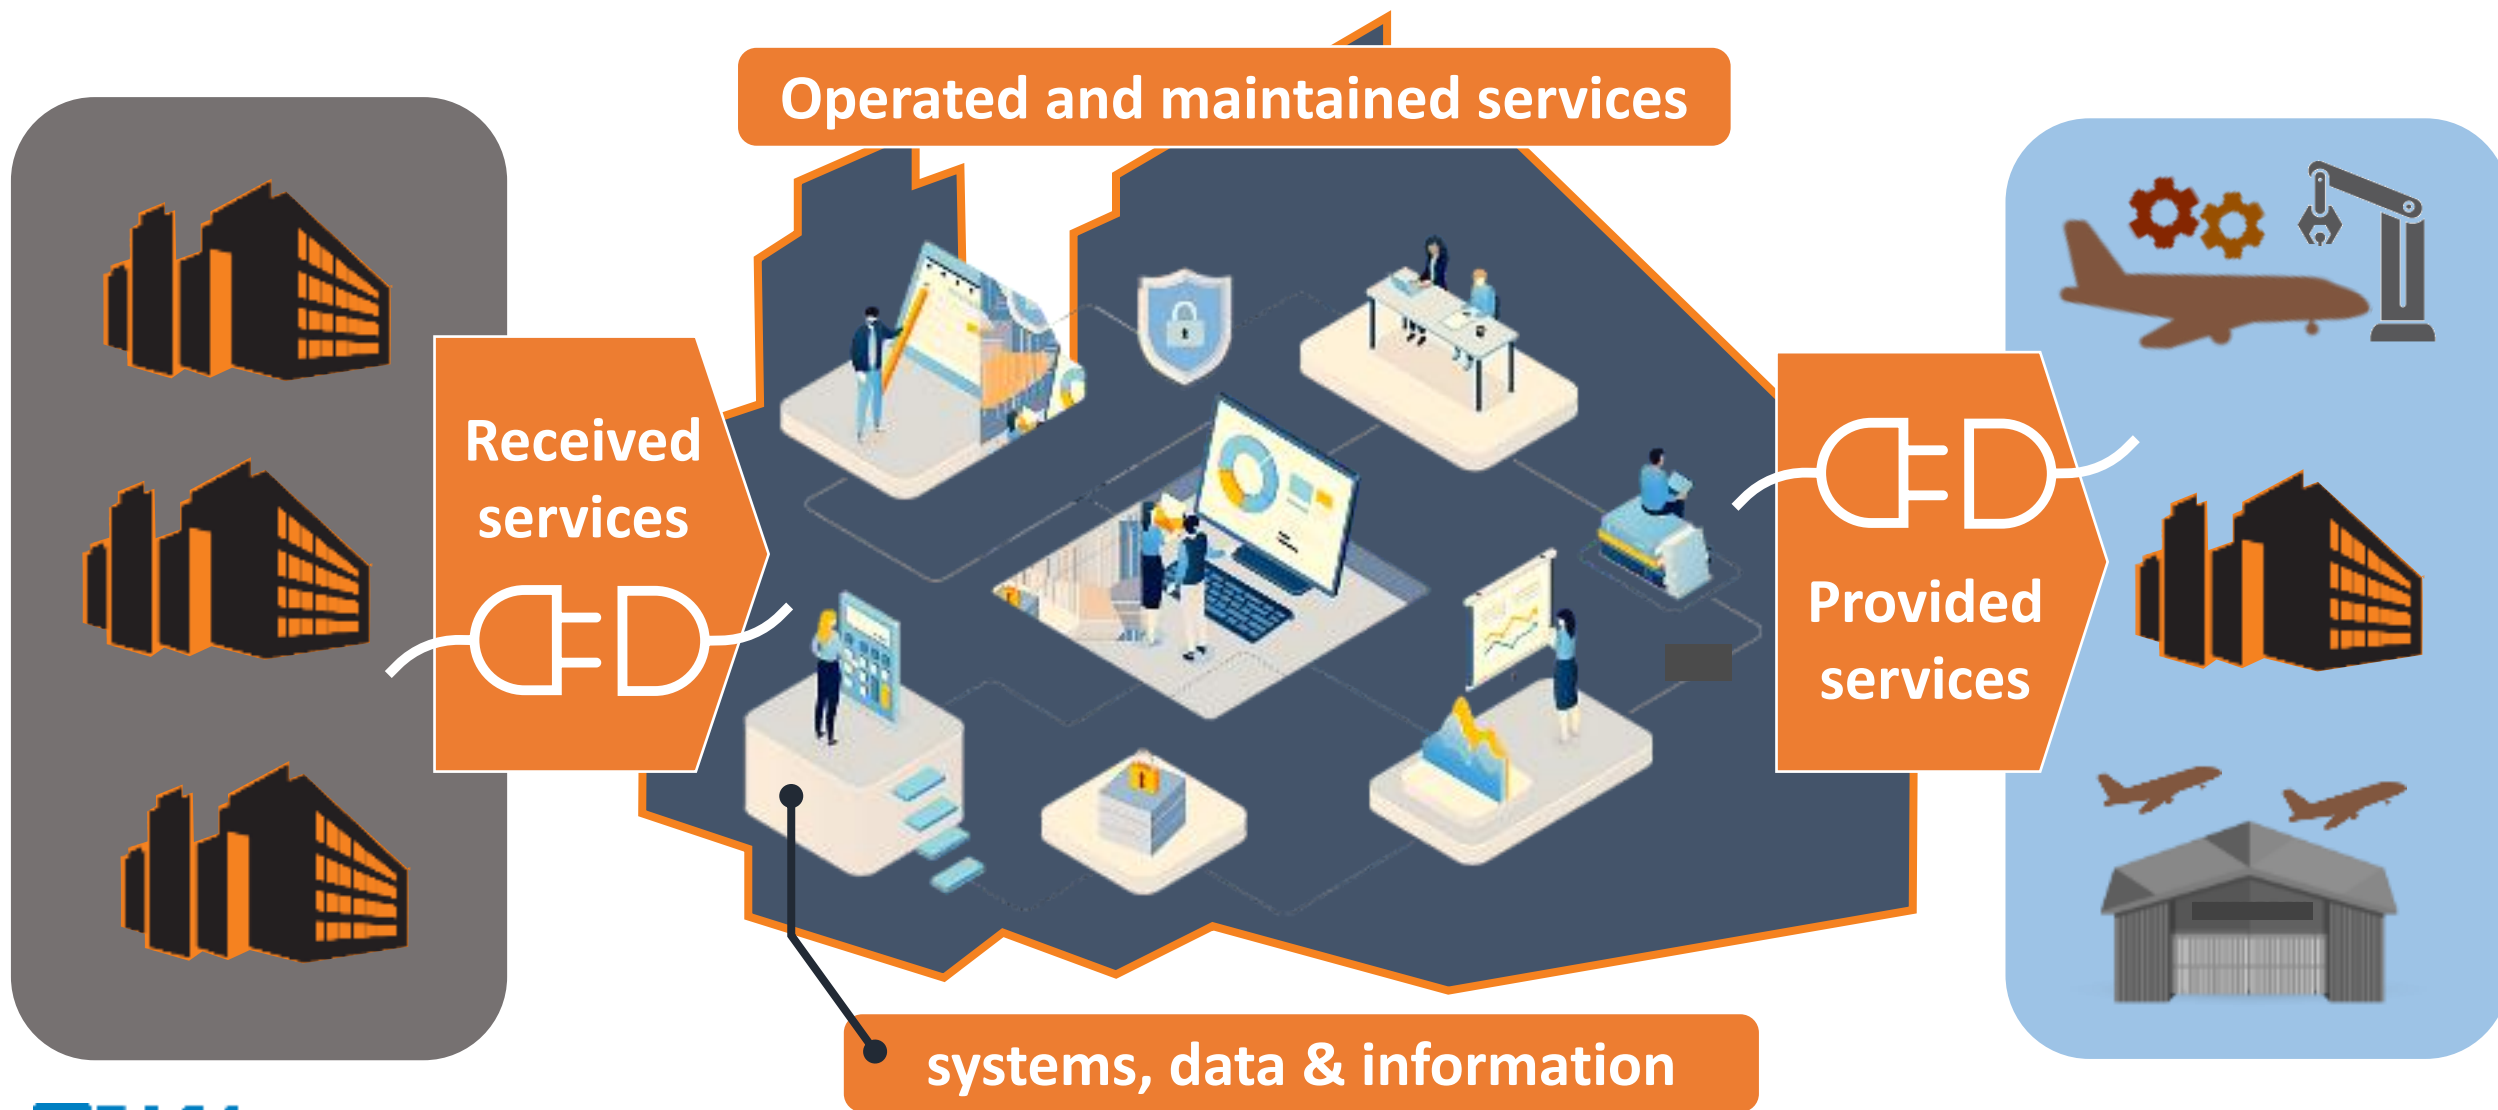 Operated and maintained services
Received
services
Provided
services
systems, data & information